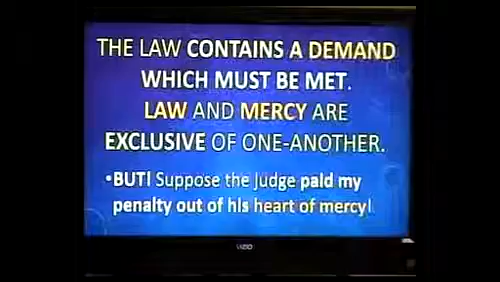 THE LAW CONTAINS A DEMAND
WHICH MUST BE MET.
LAW AND MERCY ARE
EXCLUSIVE OF ONE-ANOTHER.
•BUT! Suppose the Judge paid my
penalty out of his heart of mercy!
VIZIO